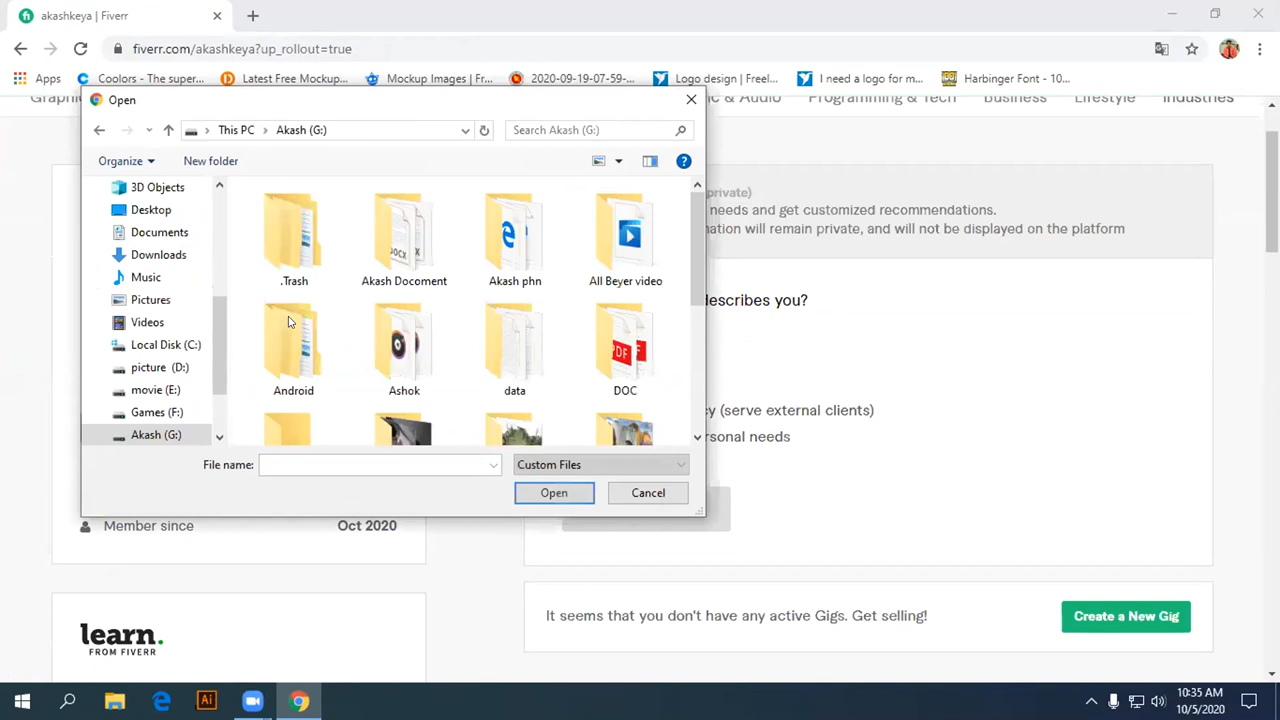 akashkeya | Fiverr
fiverr.com/akashkeya?up_rollout=true
Apps
Coolors - The super...
Latest Free Mockup...
Mockup Images | Fr...
2020-09-19-07-59-...
Logo design | Freel...
I need a logo for m...
Harbinger Font - 10...
Graphic
ic & Audio
Programming & Tech
Business
Lifestyle
Industries
Open
This PC
Akash (G:)
Search Akash (G:)
Organize
New folder
3D Objects
Desktop
Documents
Downloads
Music
Pictures
Videos
Local Disk (C:)
picture (D:)
movie (E:)
Games (F:)
Akash (G:)
.Trash
Akash Docoment
Akash phn
All Beyer video
Android
Ashok
data
DOC
File name:
Custom Files
Open
Cancel
private)
needs and get customized recommendations.
nation will remain private, and will not be displayed on the platform
describes you?
cy (serve external clients)
ersonal needs
Member since
Oct 2020
It seems that you don't have any active Gigs. Get selling!
Create a New Gig
learn.
FROM FIVERR
Ai
10:35 AM
10/5/2020